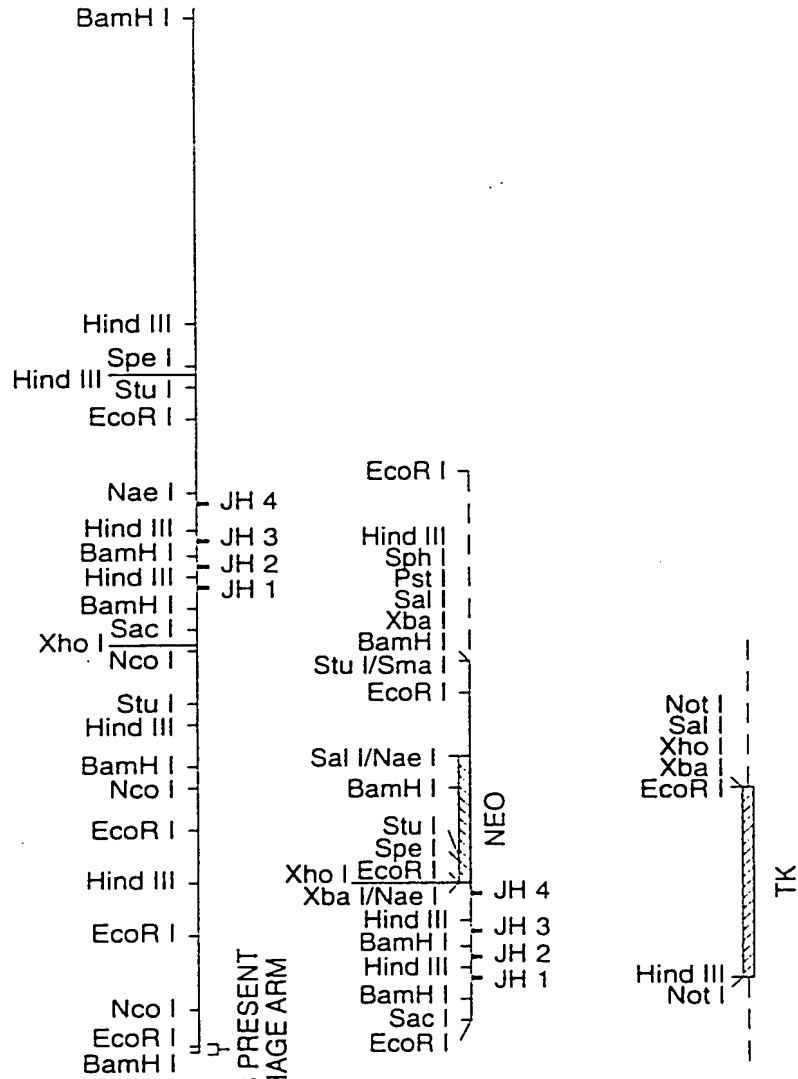 BamH I
Hind III
Spe I
Hind III
Stu I
EcoR I
Nae I
JH 4
Hind III
JH 3
BamH I
JH 2
Hind III
JH 1
BamH I
Sac I
Xho I
Nco I
Stu I
Hind III
BamH I
Nco I
EcoR I
Hind III
EcoR I
Nco I
EcoR I
BamH I
PRESENT
ARM
EcoR I
Hind III
Sph I
Pst I
Sal I
Xba I
BamH I
Stu I/Sma I
EcoR I
Sal I/Nae I
BamH I
NEO
Stu I
Spe I
Xho I EcoR I
Xba I/Nae I
JH 4
Hind III
JH 3
BamH I
JH 2
Hind III
JH 1
BamH I
Sac I
EcoR I
Not I
Sal I
Xho I
Xba I
EcoR I
TK
Hind III
Not I